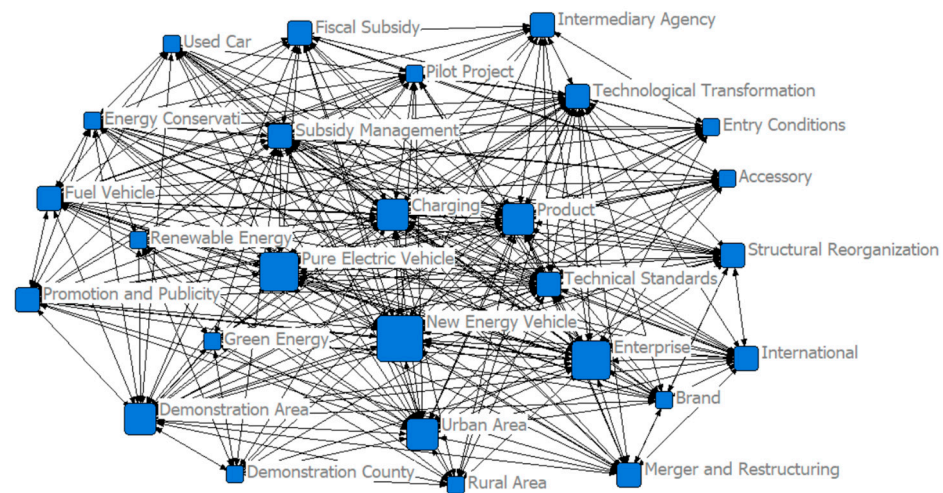 Intermediary Agency
Fiscal Subsidy
Used Car
Pilot Project
Technological Transformation
Energy Conservati
Subsidy Management
Entry Conditions
Accessory
Fuel Vehicle
Charging
Product
Renewable Energy
Structural Reorganization
Pure Electric Vehicle
Technical Standards
Promotion and Publicity
New Energy Vehicle
Green Energy
Enterprise
International
Brand
Demonstration Area
Urban Area
Demonstration County
Merger and Restructuring
Rural Area